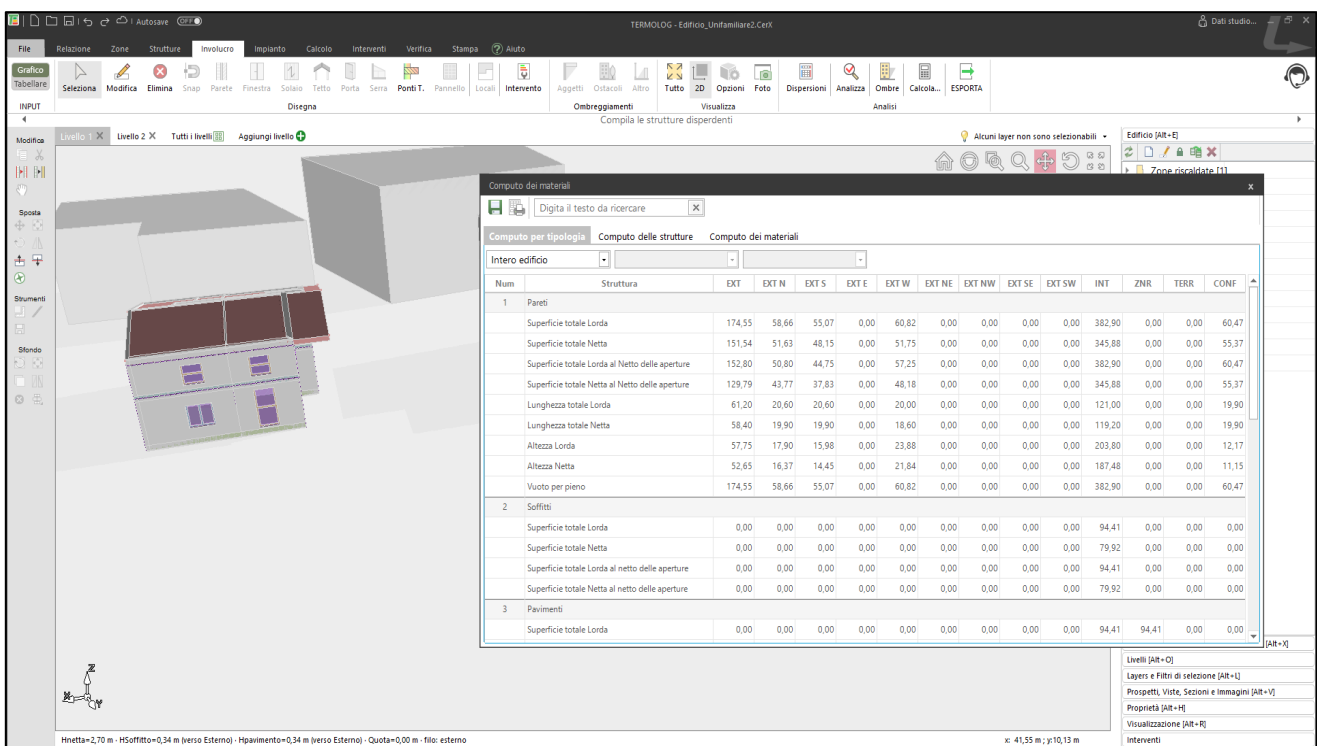 Autosave OFF
TERMOLOG - Edificio_Unifamiliare2.CerX
Dati studio...
File Relazione Zone Strutture Involucro Impianto Calcolo Interventi Verifica Stampa ? Aiuto
Grafico
Tabellare
Seleziona Modifica Elimina Snap Parete Finestra Solaio Tetto Porta Serra Ponti T. Pannello Locali Intervento Aggetti Ostacoli Altro Tutto 2D Opzioni Foto Dispersioni Analizza Ombre Calcola... ESPORTA
INPUT Disegna Ombreggiamenti Visualizza Analisi
Compila le strutture disperdenti
Modifica
Livello 1 X Livello 2 X Tutti i livelli Aggiungi livello
Alcuni layer non sono selezionabili
Edificio [Alt+E]
Zone riscaldate [1]
Sposta
Strumenti
Sfondo
Computo dei materiali x
Digita il testo da ricercare
Computo per tipologia Computo delle strutture Computo dei materiali
Intero edificio
Num Struttura EXT EXT N EXT S EXT E EXT W EXT NE EXT NW EXT SE EXT SW INT ZNR TERR CONF
1 Pareti
Superficie totale Lorda 174,55 58,66 55,07 0,00 60,82 0,00 0,00 0,00 0,00 382,90 0,00 0,00 60,47
Superficie totale Netta 151,54 51,63 48,15 0,00 51,75 0,00 0,00 0,00 0,00 345,88 0,00 0,00 55,37
Superficie totale Lorda al Netto delle aperture 152,80 50,80 44,75 0,00 57,25 0,00 0,00 0,00 0,00 382,90 0,00 0,00 60,47
Superficie totale Netta al Netto delle aperture 129,79 43,77 37,83 0,00 48,18 0,00 0,00 0,00 0,00 345,88 0,00 0,00 55,37
Lunghezza totale Lorda 61,20 20,60 20,60 0,00 20,00 0,00 0,00 0,00 0,00 121,00 0,00 0,00 19,90
Lunghezza totale Netta 58,40 19,90 19,90 0,00 18,60 0,00 0,00 0,00 0,00 119,20 0,00 0,00 19,90
Altezza Lorda 57,75 17,90 15,98 0,00 23,88 0,00 0,00 0,00 0,00 203,80 0,00 0,00 12,17
Altezza Netta 52,65 16,37 14,45 0,00 21,84 0,00 0,00 0,00 0,00 187,48 0,00 0,00 11,15
Vuoto per pieno 174,55 58,66 55,07 0,00 60,82 0,00 0,00 0,00 0,00 382,90 0,00 0,00 60,47
2 Soffitti
Superficie totale Lorda 0,00 0,00 0,00 0,00 0,00 0,00 0,00 0,00 0,00 94,41 0,00 0,00 0,00
Superficie totale Netta 0,00 0,00 0,00 0,00 0,00 0,00 0,00 0,00 0,00 79,92 0,00 0,00 0,00
Superficie totale Lorda al netto delle aperture 0,00 0,00 0,00 0,00 0,00 0,00 0,00 0,00 0,00 94,41 0,00 0,00 0,00
Superficie totale Netta al netto delle aperture 0,00 0,00 0,00 0,00 0,00 0,00 0,00 0,00 0,00 79,92 0,00 0,00 0,00
3 Pavimenti
Superficie totale Lorda 0,00 0,00 0,00 0,00 0,00 0,00 0,00 0,00 0,00 94,41 94,41 0,00 0,00
[Alt+X]
Livelli [Alt+O]
Layers e Filtri di selezione [Alt+L]
Prospetti, Viste, Sezioni e Immagini [Alt+V]
Proprietà [Alt+H]
Visualizzazione [Alt+R]
Interventi
Z
X
Y
Hnetta=2,70 m - HSoffitto=0,34 m (verso Esterno) - Hpavimento=0,34 m (verso Esterno) - Quota=0,00 m - filo: esterno
x: 41,55 m ; y:10,13 m